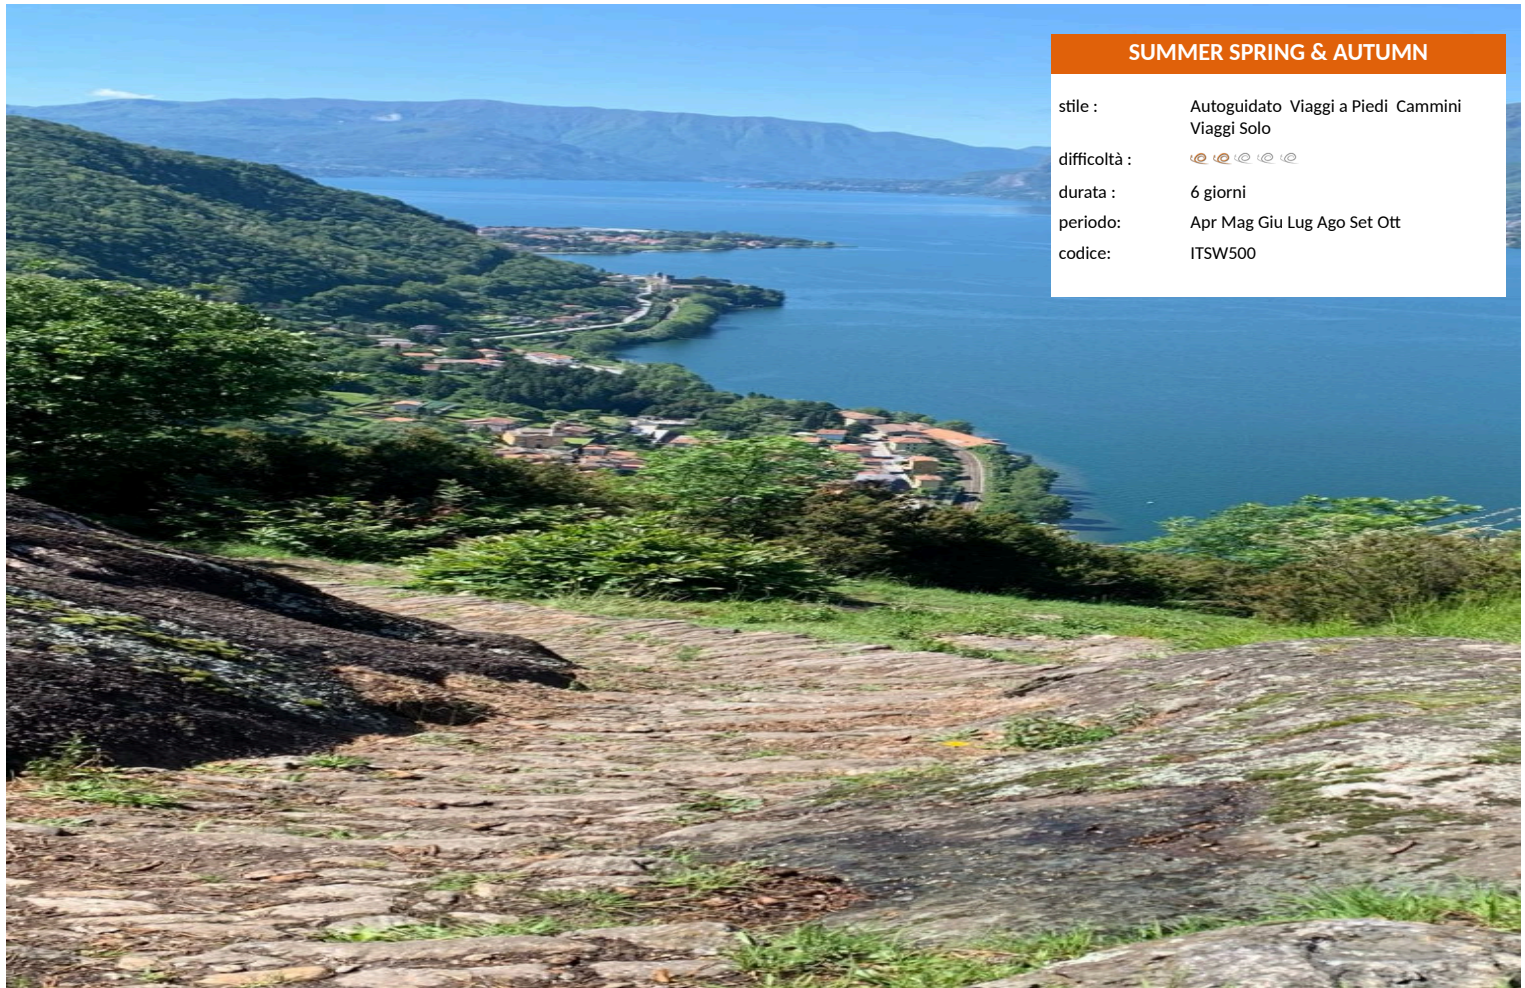 SUMMER SPRING & AUTUMN
stile : Autoguidato Viaggi a Piedi Cammini
Viaggi Solo
difficoltà :
durata : 6 giorni
periodo: Apr Mag Giu Lug Ago Set Ott
codice: ITSW500